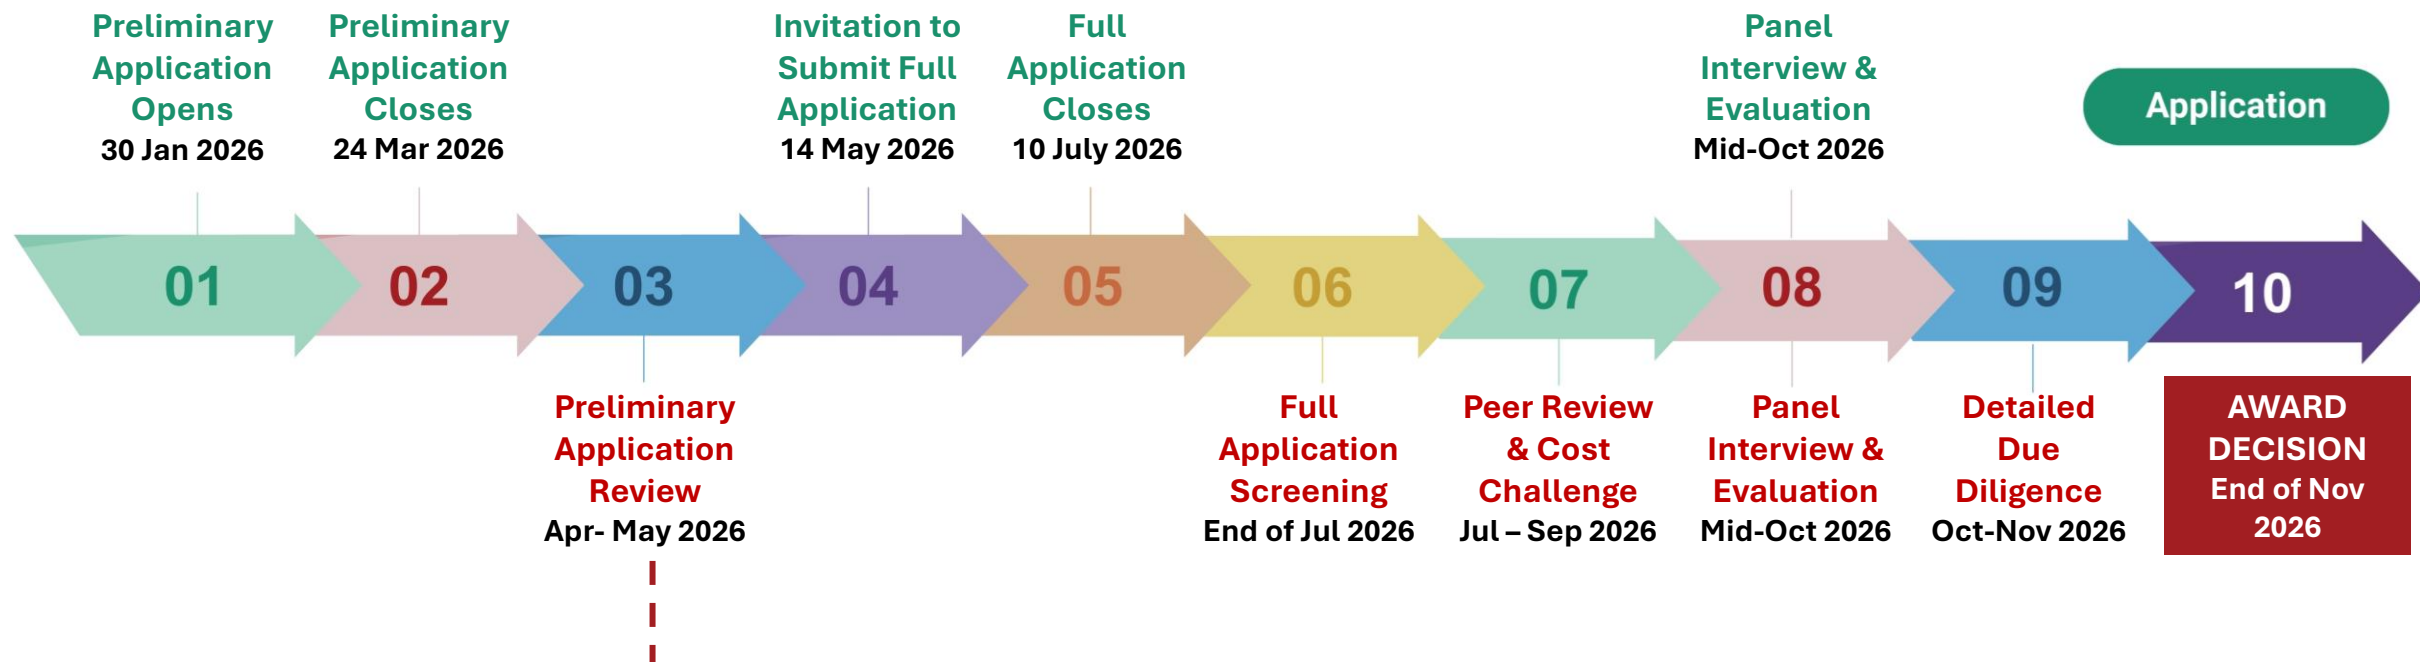 Preliminary
Application
Opens
30 Jan 2026
Preliminary
Application
Closes
24 Mar 2026
Invitation to
Submit Full
Application
14 May 2026
Full
Application
Closes
10 July 2026
Panel
Interview &
Evaluation
Mid-Oct 2026
Application
01
02
03
04
05
06
07
08
09
10
Preliminary
Application
Review
Apr- May 2026
Full
Application
Screening
End of Jul 2026
Peer Review
& Cost
Challenge
Jul – Sep 2026
Panel
Interview &
Evaluation
Mid-Oct 2026
Detailed
Due
Diligence
Oct-Nov 2026
AWARD
DECISION
End of Nov
2026